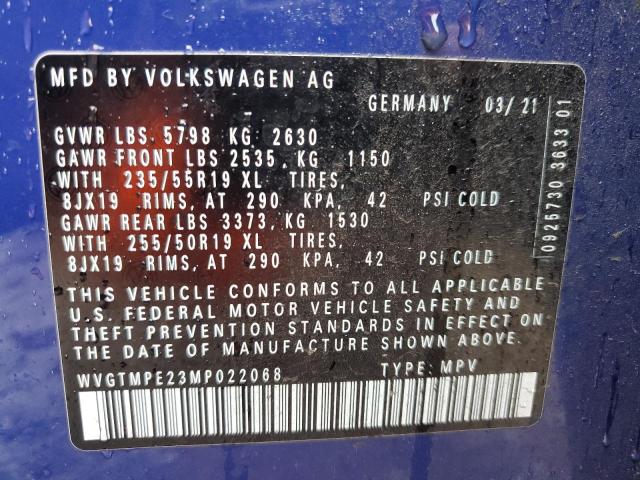 MFD BY VOLKSWAGEN AG
GERMANY 03/ 21
GVWR LBS 5798 KG 2630
GAWR FRONT LBS 2535, KG 1150
WITH 235/55R19 XL TIRES,
8JX19 RIMS, AT 290 KPA, 42 PSI COLD
GAWR REAR LBS 3373, KG 1530
WITH 255/50R19 XL TIRES,
8JX19 RIMS, AT 290 KPA, 42 PSI COLD
THIS VEHICLE CONFORMS TO ALL APPLICABLE
U.S. FEDERAL MOTOR VEHICLE SAFETY AND
THEFT PREVENTION STANDARDS IN EFFECT ON
THE DATE OF MANUFACTURE SHOWN ABOVE.
WVGTMPE23MP022068 TYPE: MPV
0925730 3633 01